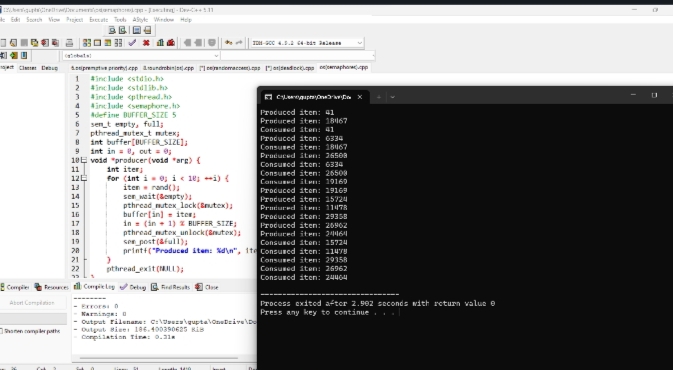 C:\Users\gupta\OneDrive\Documents\os(semaphores).cpp - [Executing] - Dev-C++ 5.11
File Edit Search View Project Execute Tools AStyle Window Help
TDM-GCC 4.9.2 64-bit Release
(globals)
Project Classes Debug 6.os(premptive priority).cpp 8.roundrobin(os).cpp [*] os(randomaccess).cpp [*] os(deadlock).cpp os(semaphores).cpp
1 #include <stdio.h>
2 #include <stdlib.h>
3 #include <pthread.h>
4 #include <semaphore.h>
5 #define BUFFER_SIZE 5
6 sem_t empty, full;
7 pthread_mutex_t mutex;
8 int buffer[BUFFER_SIZE];
9 int in = 0, out = 0;
10 void *producer(void *arg) {
11 int item;
12 for (int i = 0; i < 10; ++i) {
13 item = rand();
14 sem_wait(&empty);
15 pthread_mutex_lock(&mutex);
16 buffer[in] = item;
17 in = (in + 1) % BUFFER_SIZE;
18 pthread_mutex_unlock(&mutex);
19 sem_post(&full);
20 printf("Produced item: %d\n", ite
21 }
22 pthread_exit(NULL);
23 }
C:\Users\gupta\OneDrive\Do
Produced item: 41
Produced item: 18467
Consumed item: 41
Produced item: 6334
Consumed item: 18467
Produced item: 26500
Consumed item: 6334
Consumed item: 26500
Consumed item: 19169
Produced item: 19169
Produced item: 15724
Produced item: 11478
Produced item: 29358
Produced item: 26962
Produced item: 24464
Consumed item: 15724
Consumed item: 11478
Consumed item: 29358
Consumed item: 26962
Consumed item: 24464
--------------------------------
Process exited after 2.902 seconds with return value 0
Press any key to continue . . .
Compiler Resources Compile Log Debug Find Results Close
Abort Compilation
Shorten compiler paths
--------
- Errors: 0
- Warnings: 0
- Output Filename: C:\Users\gupta\OneDrive\Do
- Output Size: 186.400390625 KiB
- Compilation Time: 0.31s